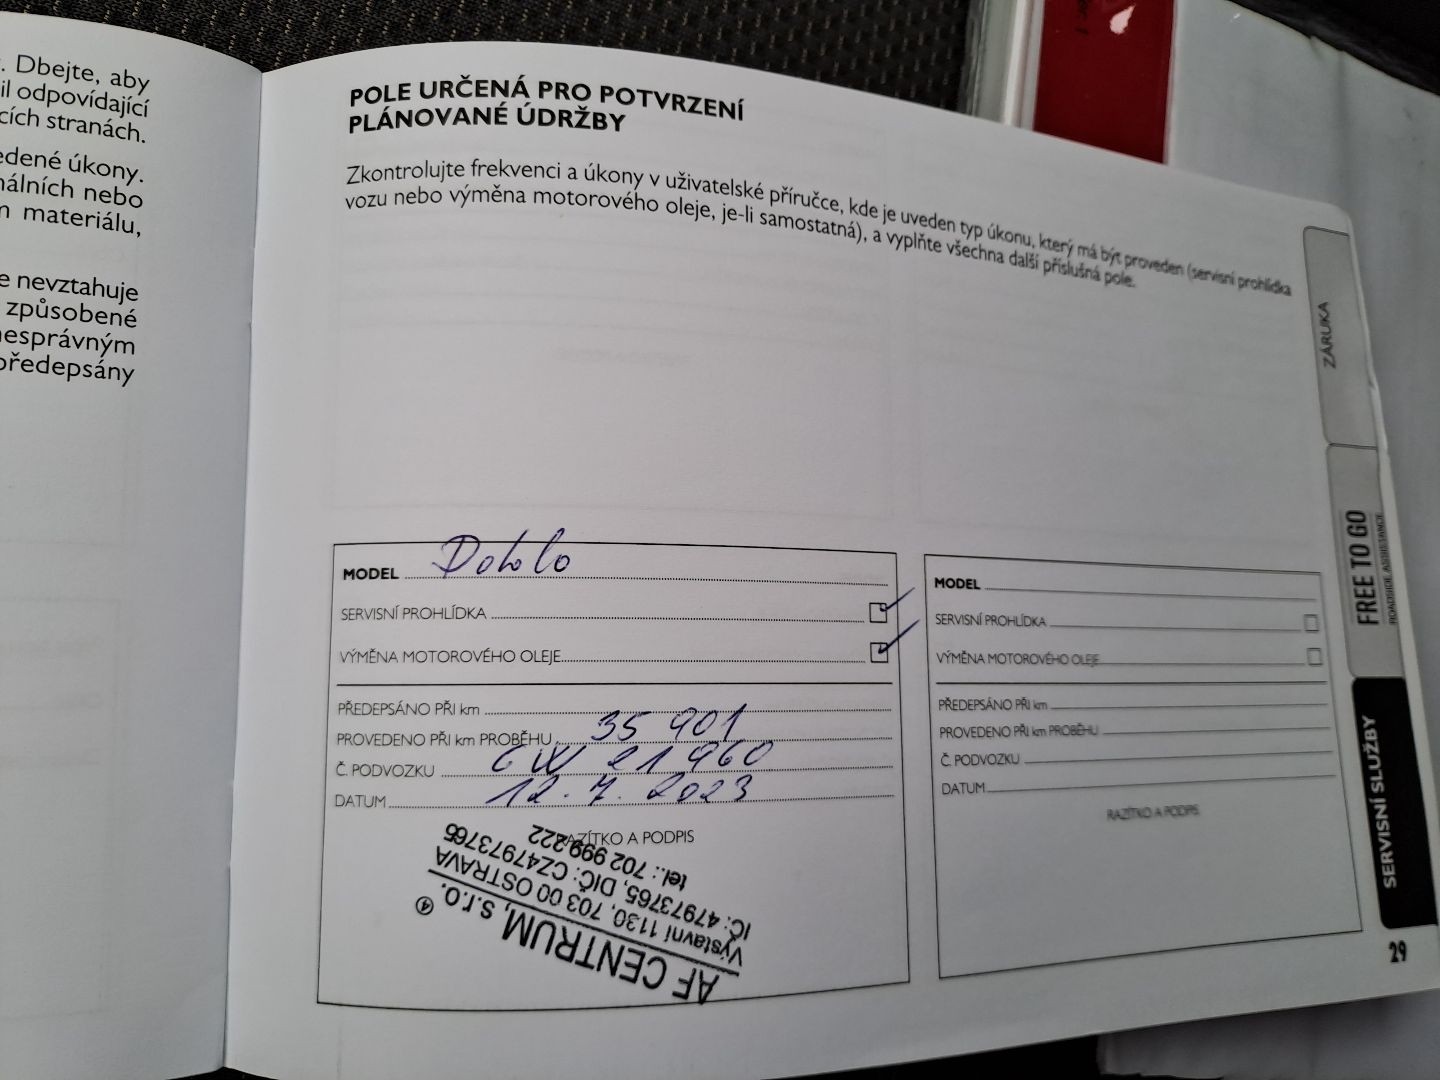 . Dbejte, aby
il odpovídající
cích stranách.
edené úkony.
nálních nebo
m materiálu,
e nevztahuje
způsobené
nesprávným
předepsány
POLE URČENÁ PRO POTVRZENÍ
PLÁNOVANÉ ÚDRŽBY
Zkontrolujte frekvenci a úkony v uživatelské příručce, kde je uveden typ úkonu, který má být proveden (servisní prohlídka
vozu nebo výměna motorového oleje, je-li samostatná), a vyplňte všechna další příslušná pole.
MODEL Doblo
SERVISNÍ PROHLÍDKA
VÝMĚNA MOTOROVÉHO OLEJE
PŘEDEPSÁNO PŘI km
PROVEDENO PŘI km PROBĚHU 35 901
Č. PODVOZKU 6W 21960
DATUM 12.7.2023
RAZÍTKO A PODPIS
AF CENTRUM, s.r.o. 4
Výstavní 1130, 703 00 OSTRAVA
IČ: 47973765, DIČ: CZ47973765
tel.: 702 999 222
MODEL
SERVISNÍ PROHLÍDKA
VÝMĚNA MOTOROVÉHO OLEJE
PŘEDEPSÁNO PŘI km
PROVEDENO PŘI km PROBĚHU
Č. PODVOZKU
DATUM
RAZÍTKO A PODPIS
ZÁRUKA
FREE TO GO
ROADSIDE ASSISTANCE
SERVISNÍ SLUŽBY
29